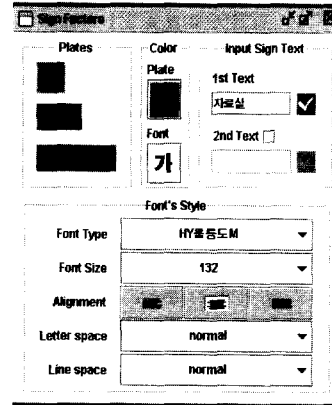 Sign Factors
Plates
Color
Plate
Font
가
Input Sign Text
1st Text
자료실
2nd Text
Font's Style
Font Type
HY울릉도M
Font Size
132
Alignment
Letter space
normal
Line space
normal